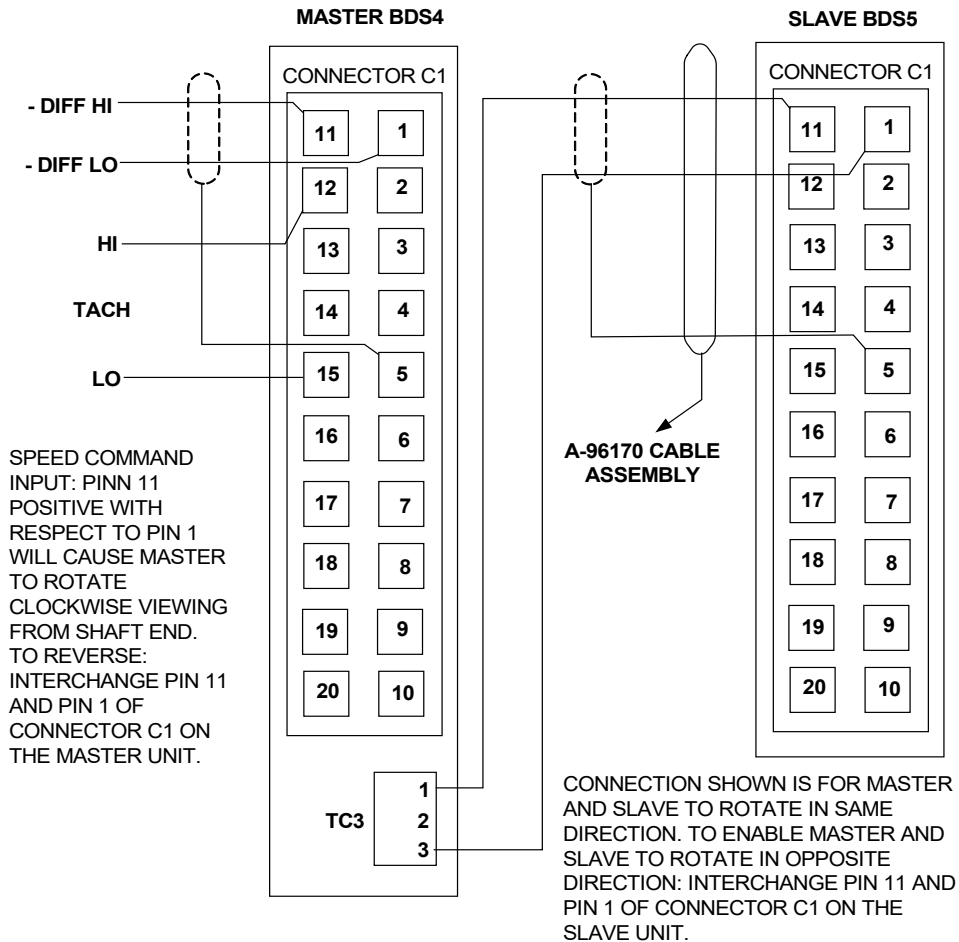 MASTER BDS4
SLAVE BDS5
CONNECTOR C1
CONNECTOR C1
- DIFF HI
- DIFF LO
HI
TACH
LO
11 1
12 2
13 3
14 4
15 5
16 6
17 7
18 8
19 9
20 10
11 1
12 2
13 3
14 4
15 5
16 6
17 7
18 8
19 9
20 10
A-96170 CABLE
ASSEMBLY
SPEED COMMAND
INPUT: PINN 11
POSITIVE WITH
RESPECT TO PIN 1
WILL CAUSE MASTER
TO ROTATE
CLOCKWISE VIEWING
FROM SHAFT END.
TO REVERSE:
INTERCHANGE PIN 11
AND PIN 1 OF
CONNECTOR C1 ON
THE MASTER UNIT.
TC3
1
2
3
CONNECTION SHOWN IS FOR MASTER
AND SLAVE TO ROTATE IN SAME
DIRECTION. TO ENABLE MASTER AND
SLAVE TO ROTATE IN OPPOSITE
DIRECTION: INTERCHANGE PIN 11 AND
PIN 1 OF CONNECTOR C1 ON THE
SLAVE UNIT.